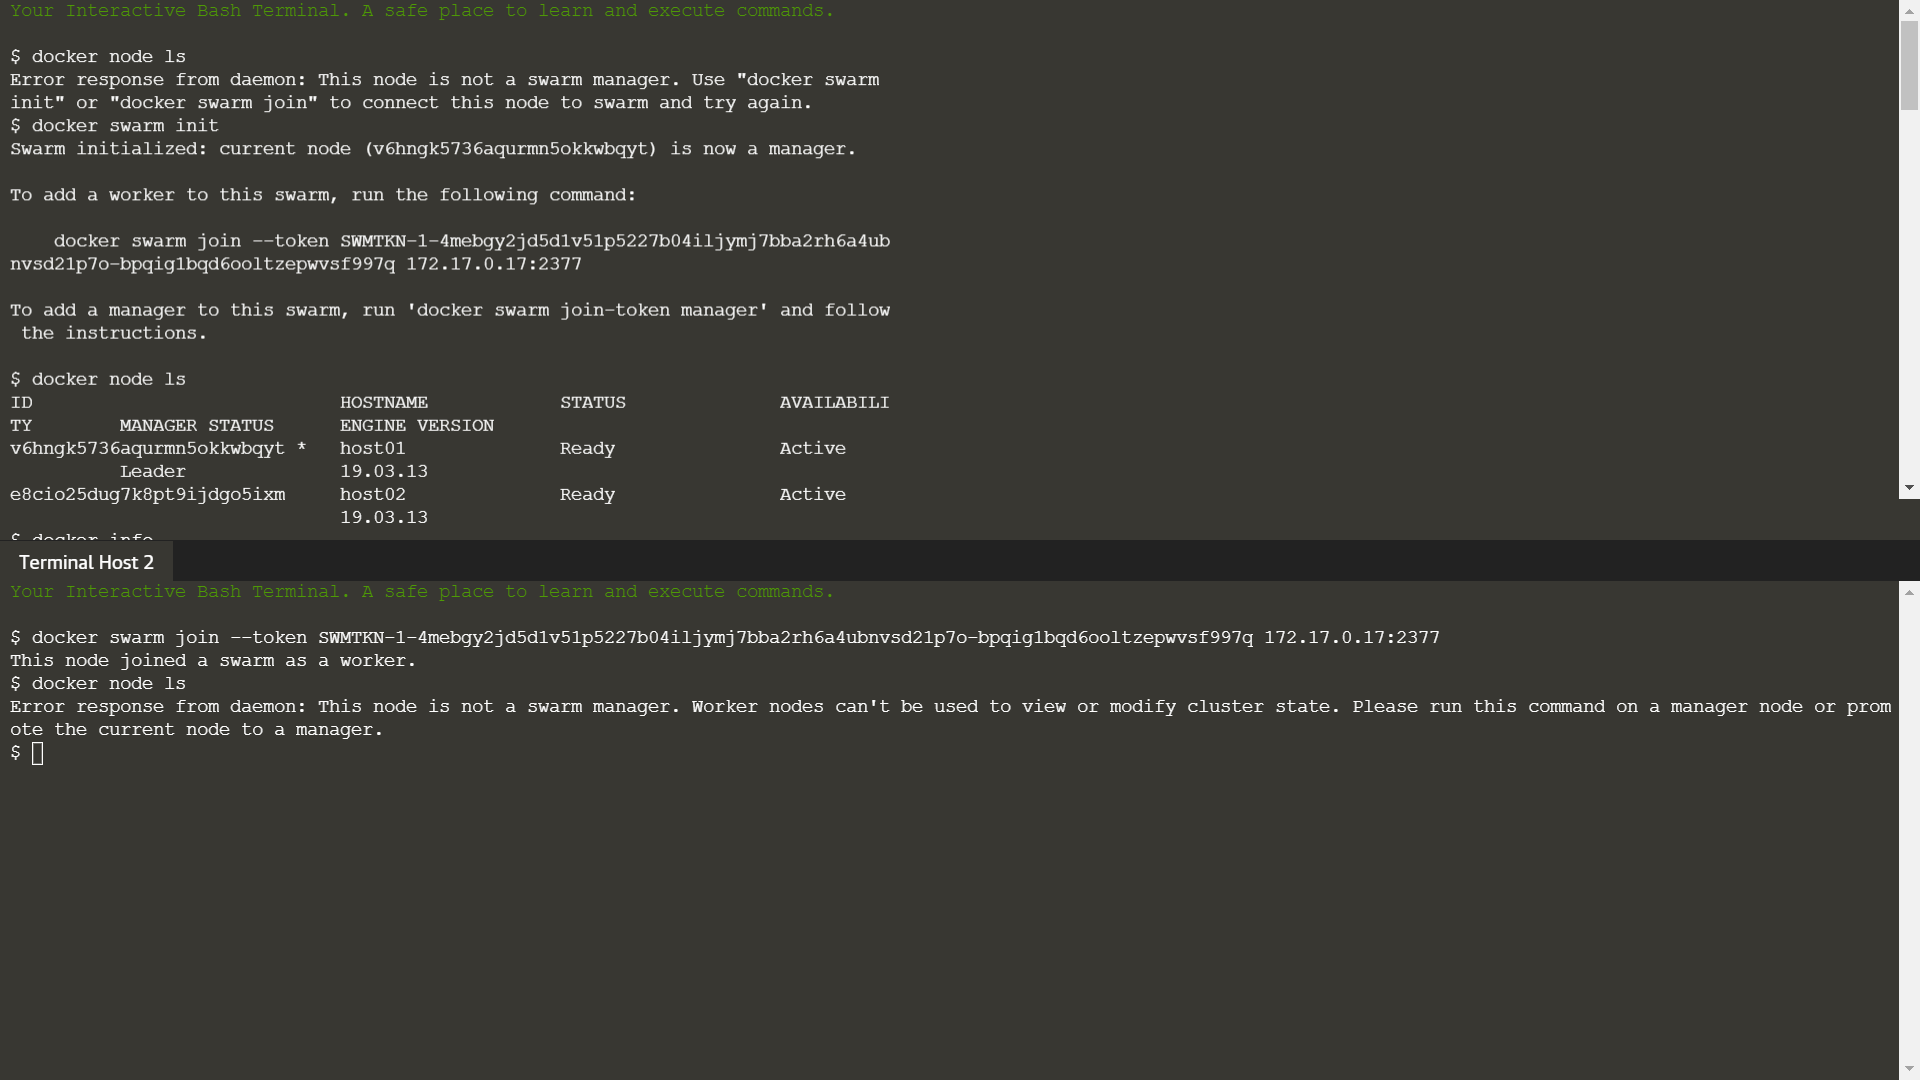 Your Interactive Bash Terminal. A safe place to learn and execute commands.
$ docker node ls
Error response from daemon: This node is not a swarm manager. Use "docker swarm
init" or "docker swarm join" to connect this node to swarm and try again.
$ docker swarm init
Swarm initialized: current node (v6hngk5736aqurmn5okkwbqyt) is now a manager.
To add a worker to this swarm, run the following command:
docker swarm join --token SWMTKN-1-4mebgy2jd5d1v51p5227b04iljymj7bba2rh6a4ub
nvsd21p7o-bpqig1bqd6ooltzepwvsf997q 172.17.0.17:2377
To add a manager to this swarm, run 'docker swarm join-token manager' and follow
the instructions.
$ docker node ls
ID HOSTNAME STATUS AVAILABILI
TY MANAGER STATUS ENGINE VERSION
v6hngk5736aqurmn5okkwbqyt * host01 Ready Active
Leader 19.03.13
e8cio25dug7k8pt9ijdgo5ixm host02 Ready Active
19.03.13
$ docker info
Terminal Host 2
Your Interactive Bash Terminal. A safe place to learn and execute commands.
$ docker swarm join --token SWMTKN-1-4mebgy2jd5d1v51p5227b04iljymj7bba2rh6a4ubnvsd21p7o-bpqig1bqd6ooltzepwvsf997q 172.17.0.17:2377
This node joined a swarm as a worker.
$ docker node ls
Error response from daemon: This node is not a swarm manager. Worker nodes can't be used to view or modify cluster state. Please run this command on a manager node or prom
ote the current node to a manager.
$